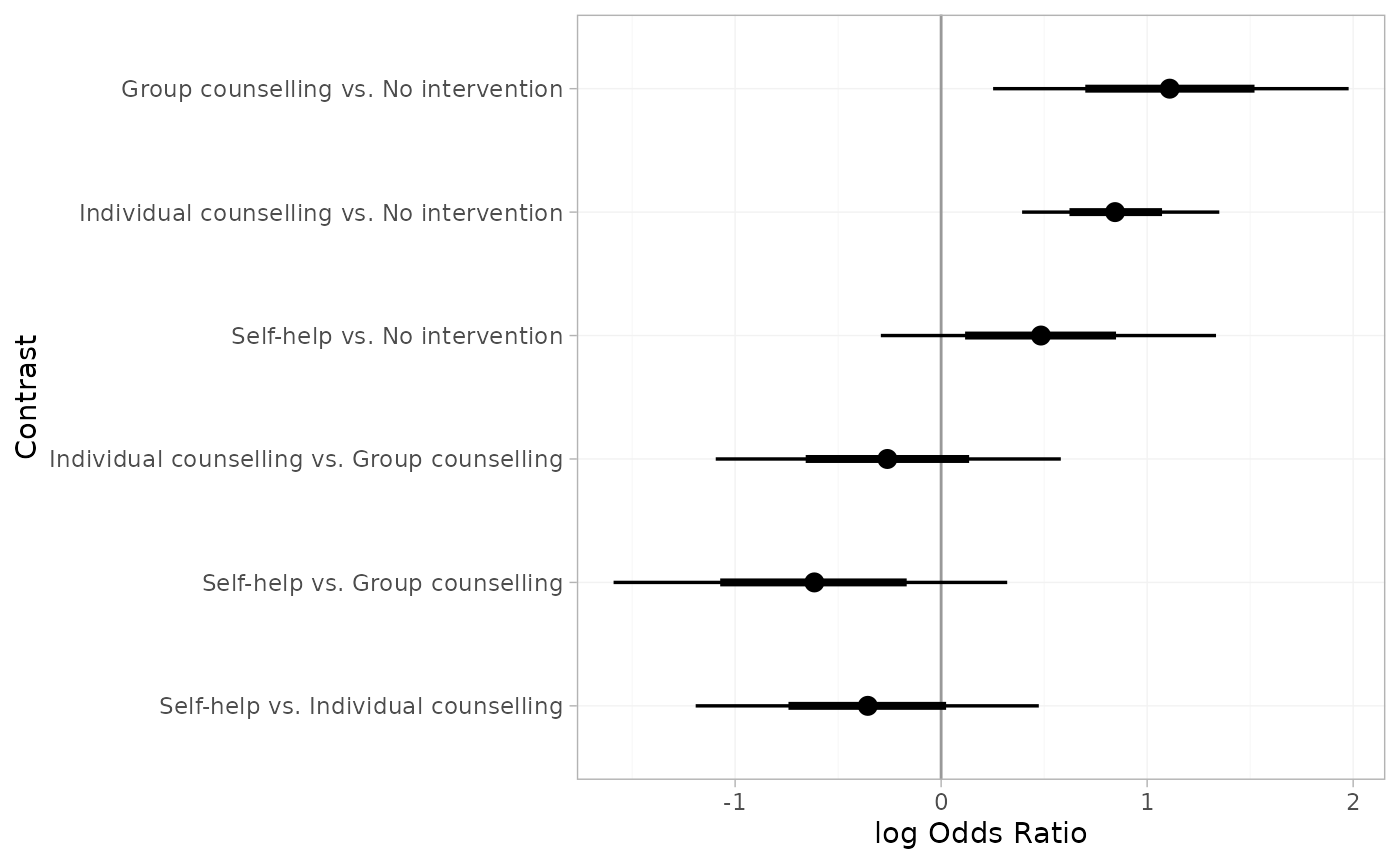 Contrast
Group counselling vs. No intervention
Individual counselling vs. No intervention
Self-help vs. No intervention
Individual counselling vs. Group counselling
Self-help vs. Group counselling
Self-help vs. Individual counselling
-1 0 1 2
log Odds Ratio